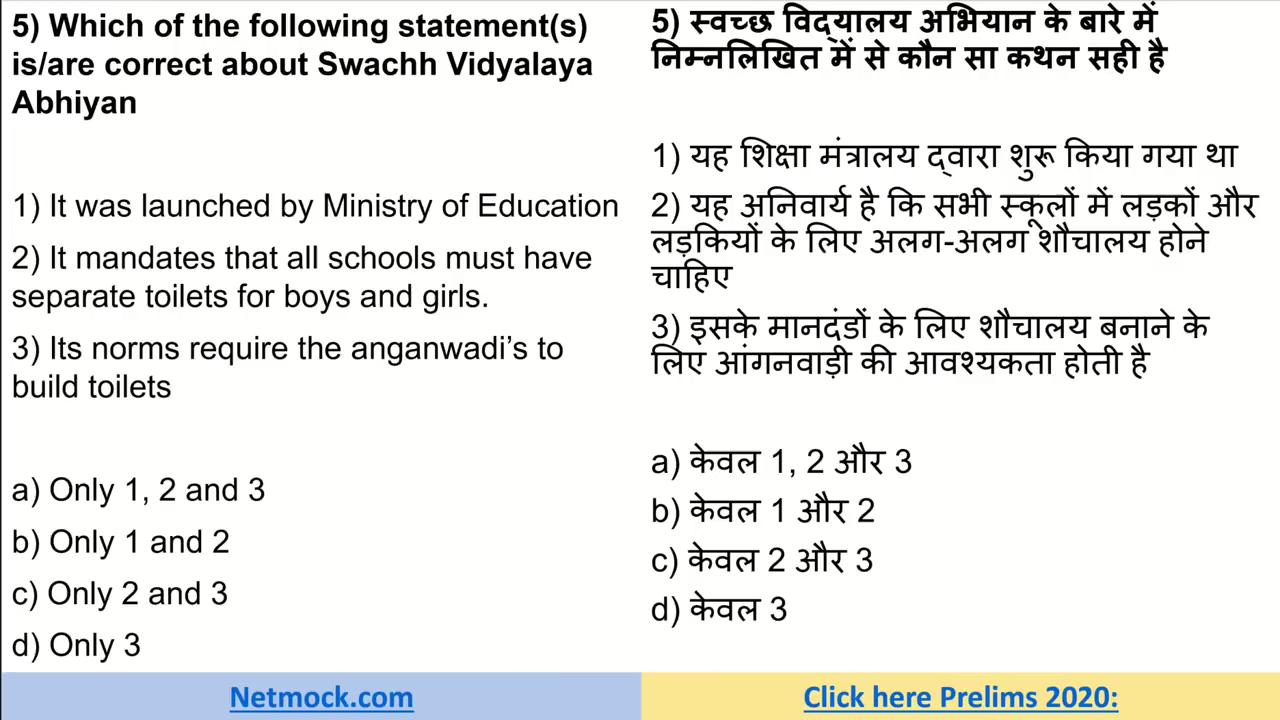 5) Which of the following statement(s)
is/are correct about Swachh Vidyalaya
Abhiyan
1) It was launched by Ministry of Education
2) It mandates that all schools must have
separate toilets for boys and girls.
3) Its norms require the anganwadi’s to
build toilets
a) Only 1, 2 and 3
b) Only 1 and 2
c) Only 2 and 3
d) Only 3
5) स्वच्छ विद्यालय अभियान के बारे में
निम्नलिखित में से कौन सा कथन सही है
1) यह शिक्षा मंत्रालय द्वारा शुरू किया गया था
2) यह अनिवार्य है कि सभी स्कूलों में लड़कों और
लड़कियों के लिए अलग-अलग शौचालय होने
चाहिए
3) इसके मानदंडों के लिए शौचालय बनाने के
लिए आंगनवाड़ी की आवश्यकता होती है
a) केवल 1, 2 और 3
b) केवल 1 और 2
c) केवल 2 और 3
d) केवल 3
Netmock.com
Click here Prelims 2020: